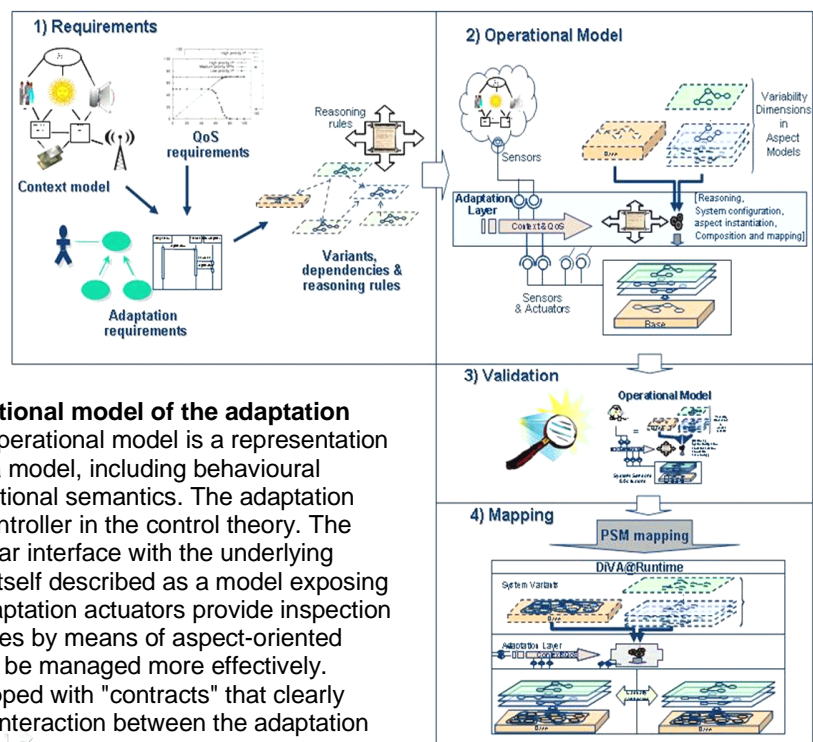 1) Requirements
QoS
requirements
Reasoning
rules
Context model
Variants,
dependencies &
reasoning rules
Adaptation
requirements
2) Operational Model
Variability
Dimensions
in
Aspect
Models
Sensors
Base
Adaptation
Layer
Context & QoS
[Reasoning,
System configuration,
aspect instantiation,
Composition and mapping]
Sensors
& Actuators
Base
3) Validation
Operational Model
4) Mapping
PSM mapping
DiVA@Runtime
System Variants
Base
Adaptation Layer
Base
Base
tional model of the adaptation
perational model is a representation
a model, including behavioural
tional semantics. The adaptation
ntroller in the control theory. The
ar interface with the underlying
tself described as a model exposing
aptation actuators provide inspection
es by means of aspect-oriented
be managed more effectively.
ped with "contracts" that clearly
nteraction between the adaptation